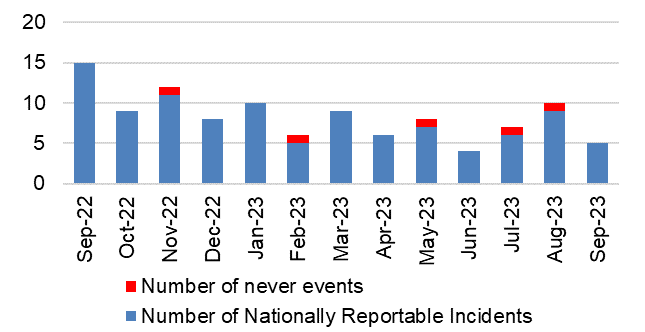 20
15
10
5
0
Sep-22
Oct-22
Nov-22
Dec-22
Jan-23
Feb-23
Mar-23
Apr-23
May-23
Jun-23
Jul-23
Aug-23
Sep-23
Number of never events
Number of Nationally Reportable Incidents